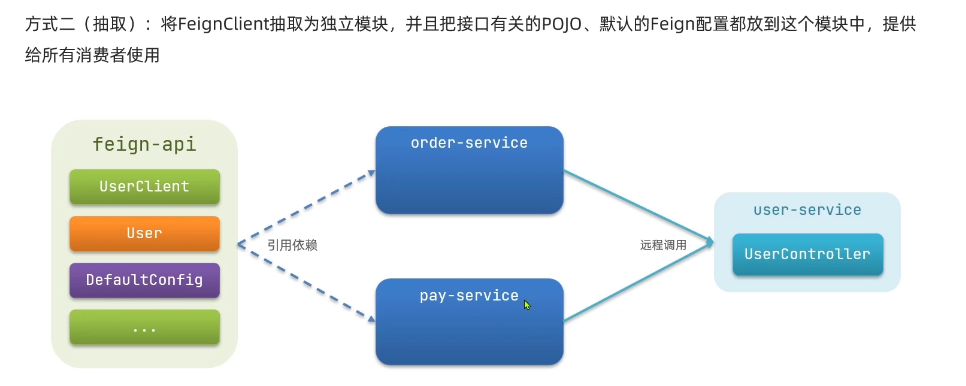 方式二（抽取）：将FeignClient抽取为独立模块，并且把接口有关的POJO、默认的Feign配置都放到这个模块中，提供
给所有消费者使用
feign-api
UserClient
User
DefaultConfig
...
引用依赖
order-service
pay-service
远程调用
user-service
UserController